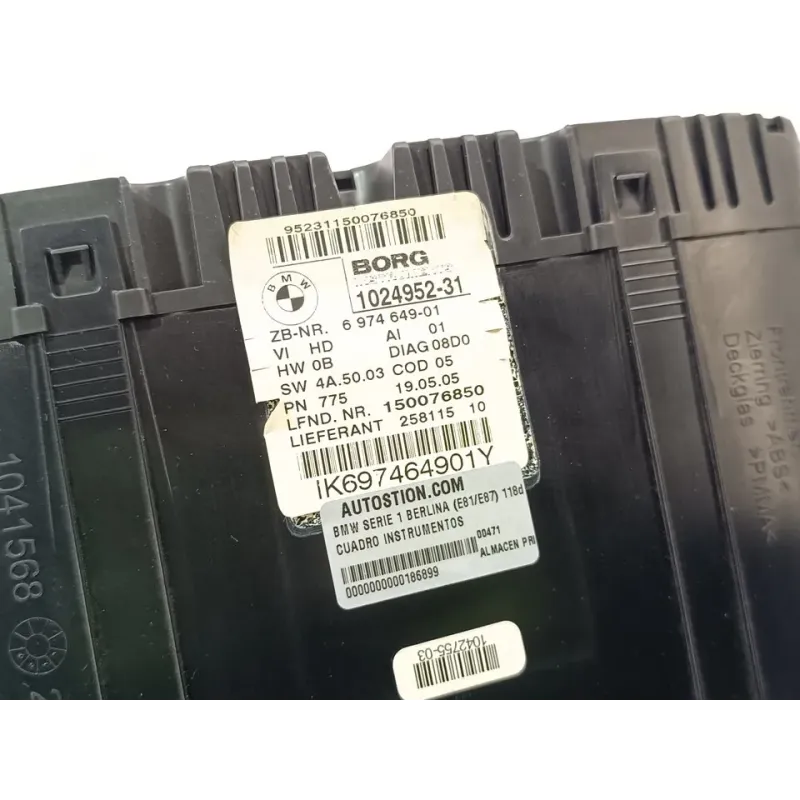 95231150076850
BMW
BORG
1024952-31
ZB-NR. 6 974 649-01
VI HD AI 01
HW 0B DIAG 08D0
SW 4A.50.03 COD 05
PN 775 19.05.05
LFND. NR. 150076850
LIEFERANT 258115 10
IK697464901Y
AUTOSTION.COM
BMW SERIE 1 BERLINA (E81/E87) 118d
CUADRO INSTRUMENTOS
00471
0000000000186899
ALMACEN PRI
1042755-03
1041568
Zierring >ABS<
Deckglas >PMMA<